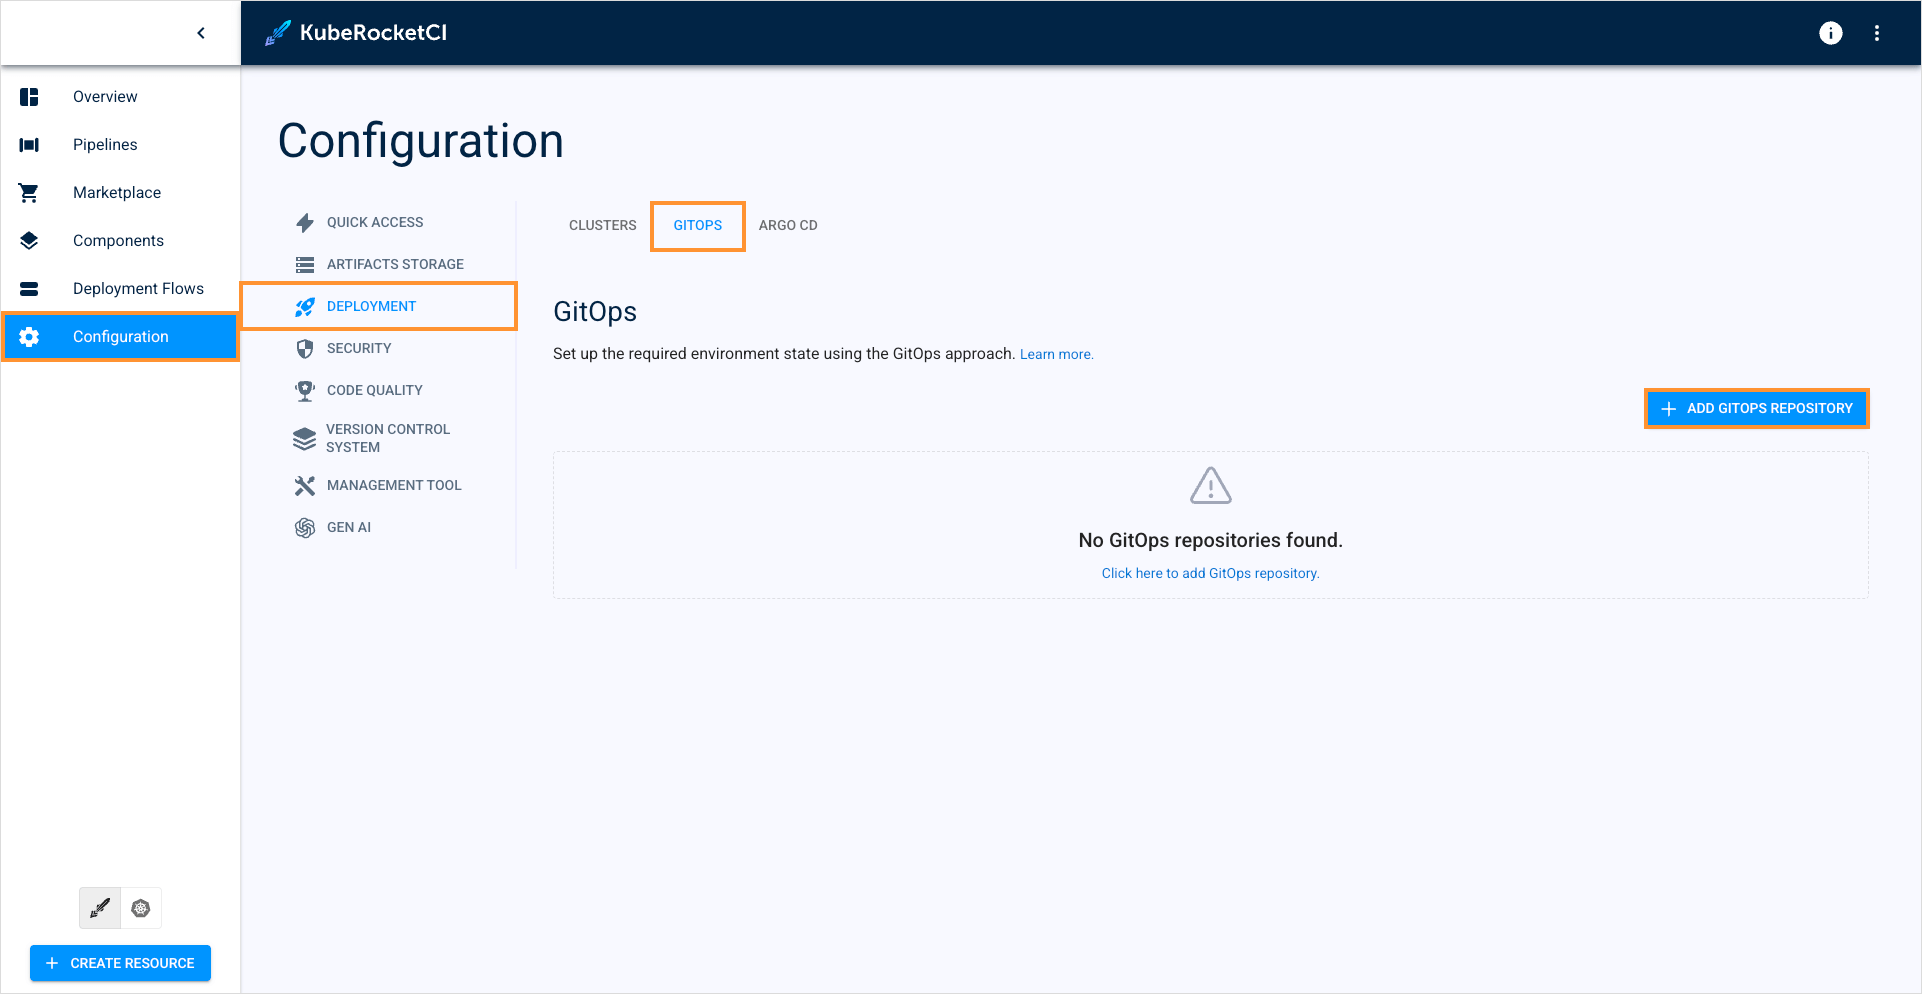 KubeRocketCI
Overview
Pipelines
Marketplace
Components
Deployment Flows
Configuration
CREATE RESOURCE
Configuration
QUICK ACCESS
ARTIFACTS STORAGE
DEPLOYMENT
SECURITY
CODE QUALITY
VERSION CONTROL
SYSTEM
MANAGEMENT TOOL
GEN AI
CLUSTERS GITOPS ARGO CD
GitOps
Set up the required environment state using the GitOps approach. Learn more.
ADD GITOPS REPOSITORY
No GitOps repositories found.
Click here to add GitOps repository.